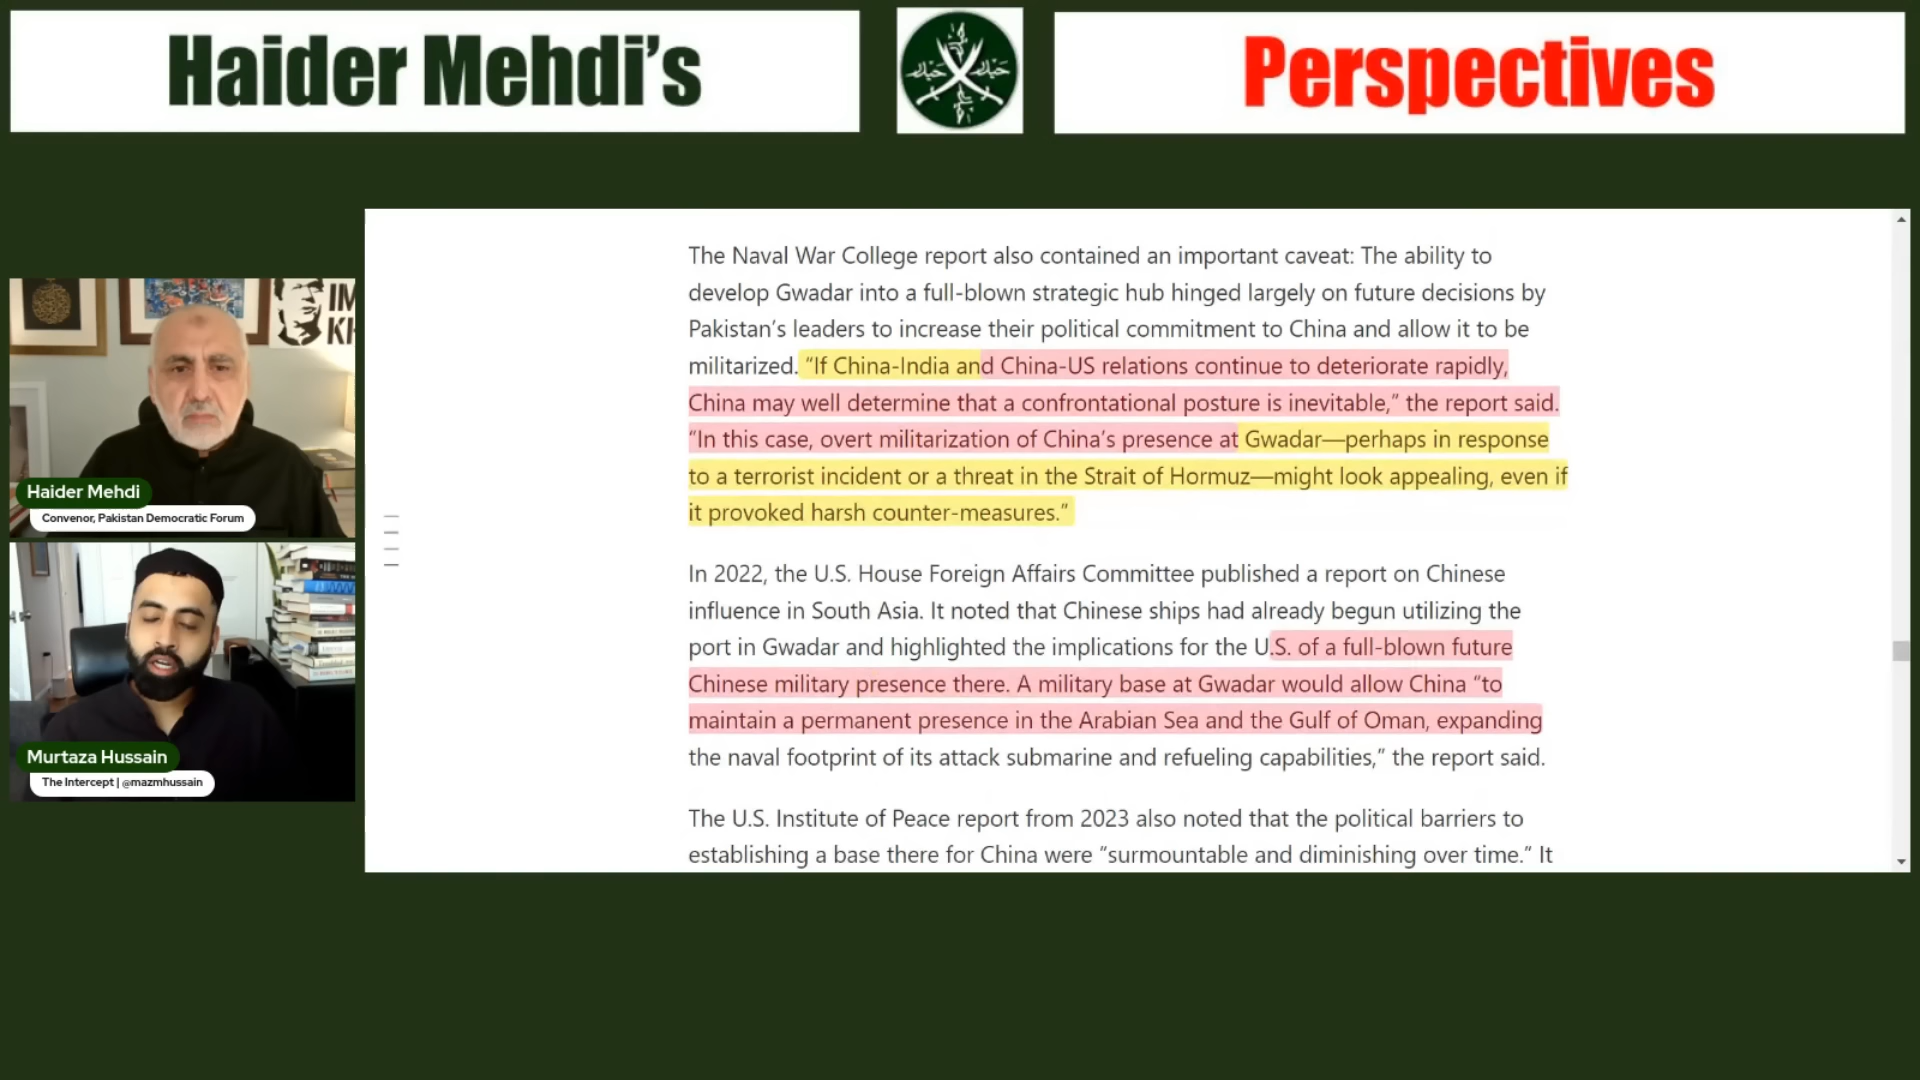 Haider Mehdi's
حیدر حیدر
Perspectives
The Naval War College report also contained an important caveat: The ability to
develop Gwadar into a full-blown strategic hub hinged largely on future decisions by
Pakistan’s leaders to increase their political commitment to China and allow it to be
militarized. “If China-India and China-US relations continue to deteriorate rapidly,
China may well determine that a confrontational posture is inevitable,” the report said.
“In this case, overt militarization of China’s presence at Gwadar—perhaps in response
to a terrorist incident or a threat in the Strait of Hormuz—might look appealing, even if
it provoked harsh counter-measures.”
In 2022, the U.S. House Foreign Affairs Committee published a report on Chinese
influence in South Asia. It noted that Chinese ships had already begun utilizing the
port in Gwadar and highlighted the implications for the U.S. of a full-blown future
Chinese military presence there. A military base at Gwadar would allow China “to
maintain a permanent presence in the Arabian Sea and the Gulf of Oman, expanding
the naval footprint of its attack submarine and refueling capabilities,” the report said.
The U.S. Institute of Peace report from 2023 also noted that the political barriers to
establishing a base there for China were “surmountable and diminishing over time.” It
IM
KH
Haider Mehdi
Convenor, Pakistan Democratic Forum
Murtaza Hussain
The Intercept | @mazmhussain